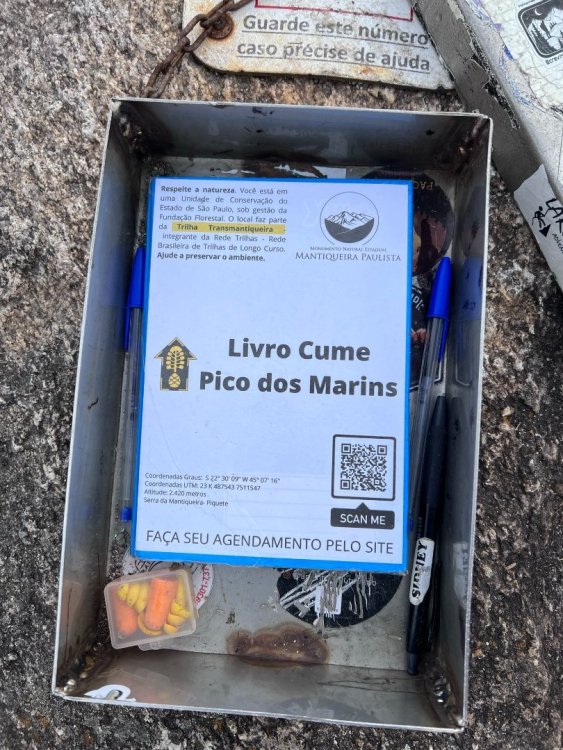 Guarde este número
caso precise de ajuda
Respeite a natureza. Você está em
uma Unidade de Conservação do
Estado de São Paulo, sob gestão da
Fundação Florestal. O local faz parte
da Trilha Transmantiqueira,
integrante da Rede Trilhas - Rede
Brasileira de Trilhas de Longo Curso.
Ajude a preservar o ambiente.
MONUMENTO NATURAL ESTADUAL
MANTIQUEIRA PAULISTA
Livro Cume
Pico dos Marins
Coordenadas Graus: S 22° 30' 09" W 45° 07' 16"
Coordenadas UTM: 23 K 487543 7511547
Altitude: 2.420 metros
Serra da Mantiqueira- Piquete
SCAN ME
FAÇA SEU AGENDAMENTO PELO SITE
SIDNEY